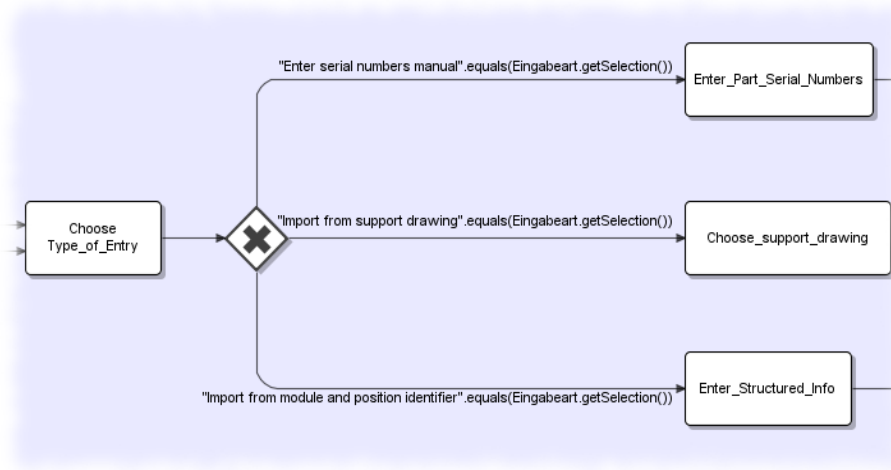 "Enter serial numbers manual".equals(Eingabeart.getSelection())
Enter_Part_Serial_Numbers
Choose
Type_of_Entry
"Import from support drawing".equals(Eingabeart.getSelection())
Choose_support_drawing
Enter_Structured_Info
"Import from module and position identifier".equals(Eingabeart.getSelection())